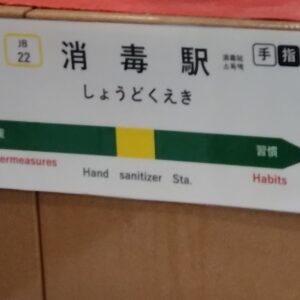 JB
22
消毒駅
手 指
しょうどくえき
習慣
ermeasures
Hand sanitizer Sta.
Habits